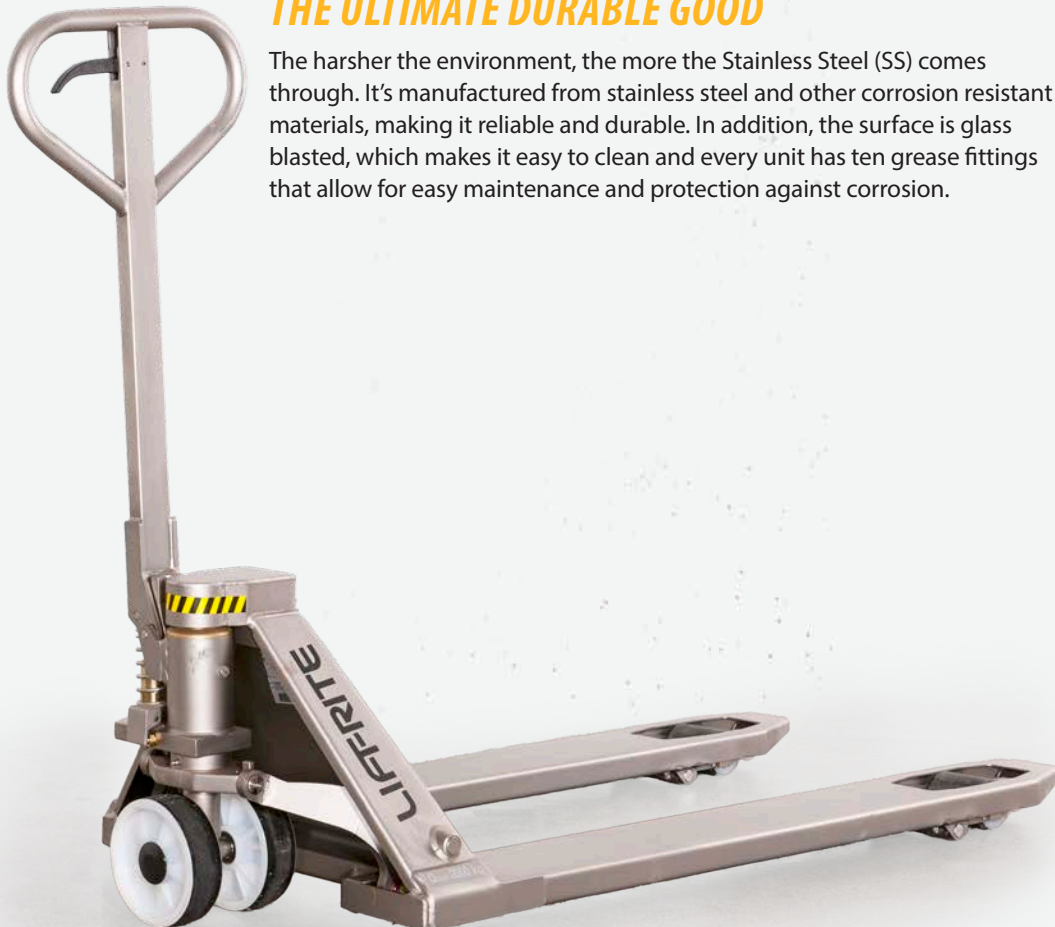 THE ULTIMATE DURABLE GOOD
The harsher the environment, the more the Stainless Steel (SS) comes
through. It’s manufactured from stainless steel and other corrosion resistant
materials, making it reliable and durable. In addition, the surface is glass
blasted, which makes it easy to clean and every unit has ten grease fittings
that allow for easy maintenance and protection against corrosion.
LIFT-RITE